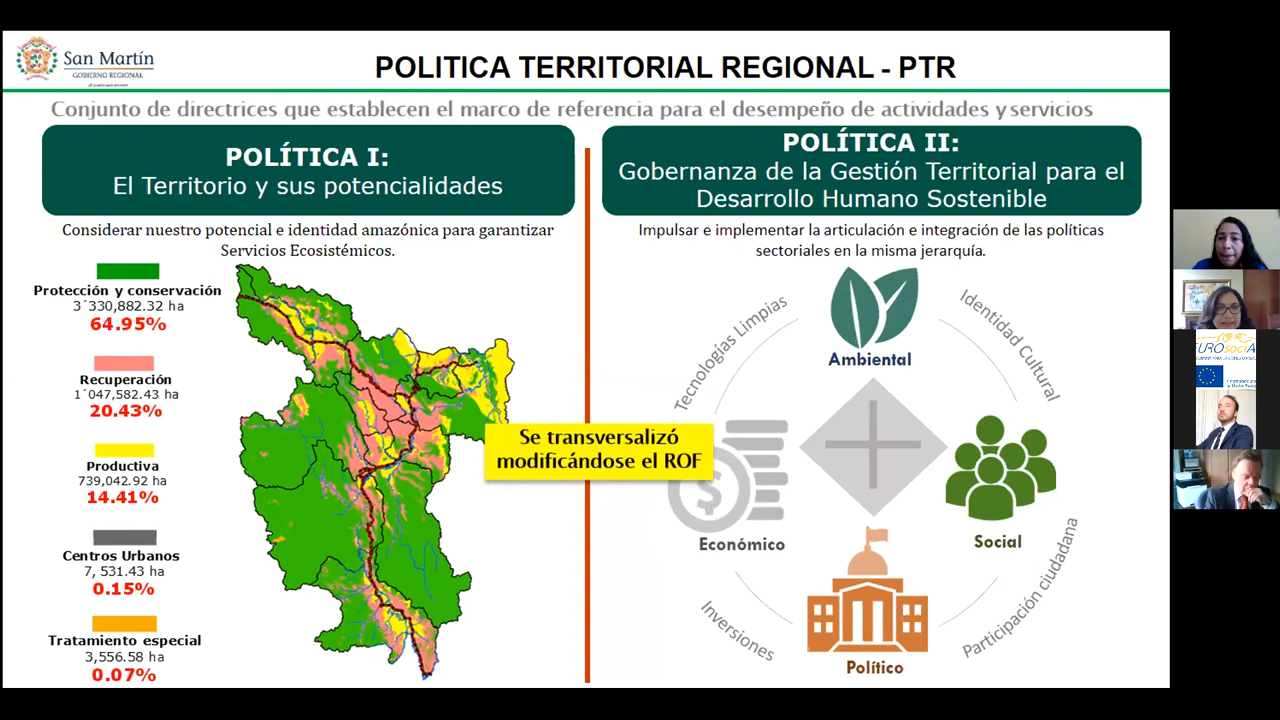 San Martín
GOBIERNO REGIONAL
POLITICA TERRITORIAL REGIONAL - PTR
Conjunto de directrices que establecen el marco de referencia para el desempeño de actividades y servicios
POLÍTICA I:
El Territorio y sus potencialidades
Considerar nuestro potencial e identidad amazónica para garantizar
Servicios Ecosistémicos.
Protección y conservación
3´330,882.32 ha
64.95%
Recuperación
1´047,582.43 ha
20.43%
Productiva
739,042.92 ha
14.41%
Centros Urbanos
7, 531.43 ha
0.15%
Tratamiento especial
3,556.58 ha
0.07%
Se transversalizó
modificándose el ROF
POLÍTICA II:
Gobernanza de la Gestión Territorial para el
Desarrollo Humano Sostenible
Impulsar e implementar la articulación e integración de las políticas
sectoriales en la misma jerarquía.
Tecnologías Limpias
Identidad Cultural
Ambiental
Económico
Social
Político
Inversiones
Participación ciudadana